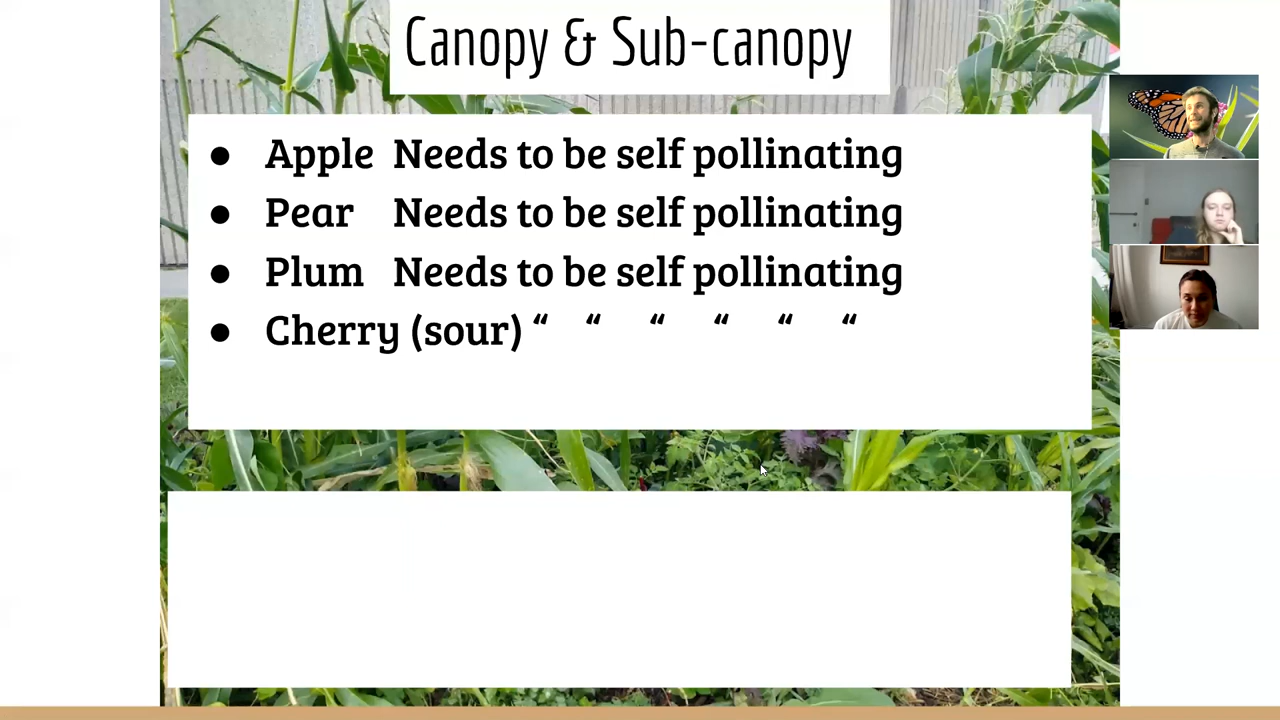 Canopy & Sub-canopy
● Apple Needs to be self pollinating
● Pear Needs to be self pollinating
● Plum Needs to be self pollinating
● Cherry (sour) “ “ “ “ “ “